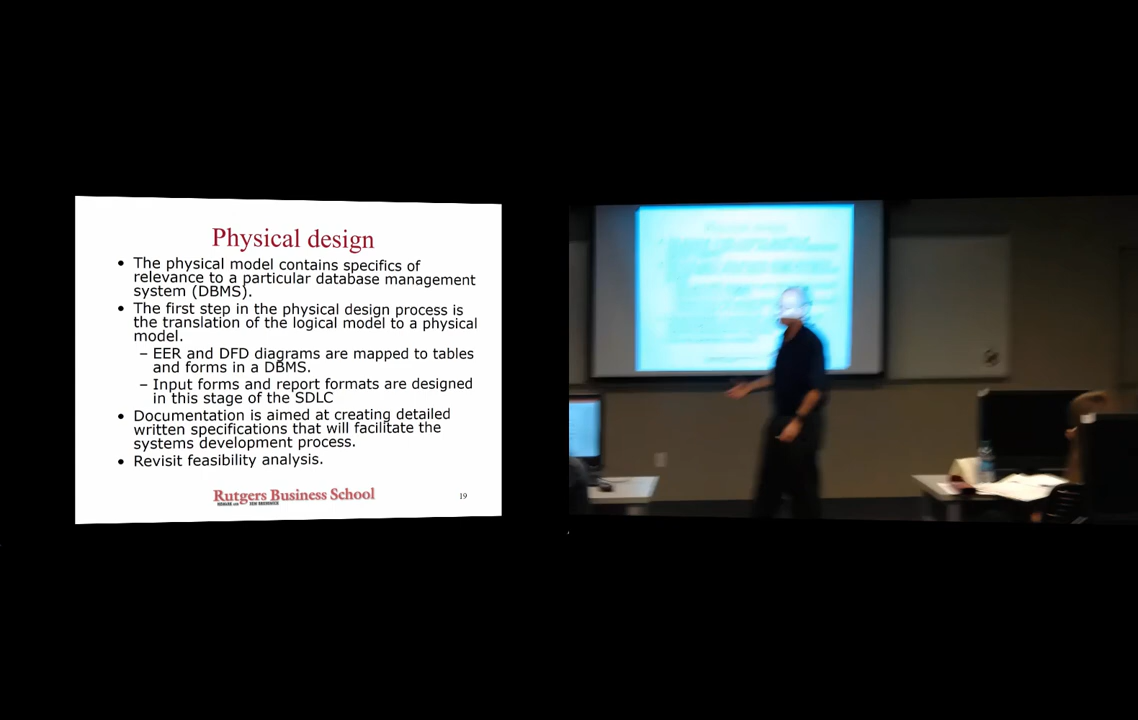 Physical design
• The physical model contains specifics of
relevance to a particular database management
system (DBMS).
• The first step in the physical design process is
the translation of the logical model to a physical
model.
– EER and DFD diagrams are mapped to tables
and forms in a DBMS.
– Input forms and report formats are designed
in this stage of the SDLC
• Documentation is aimed at creating detailed
written specifications that will facilitate the
systems development process.
• Revisit feasibility analysis.
Rutgers Business School
19